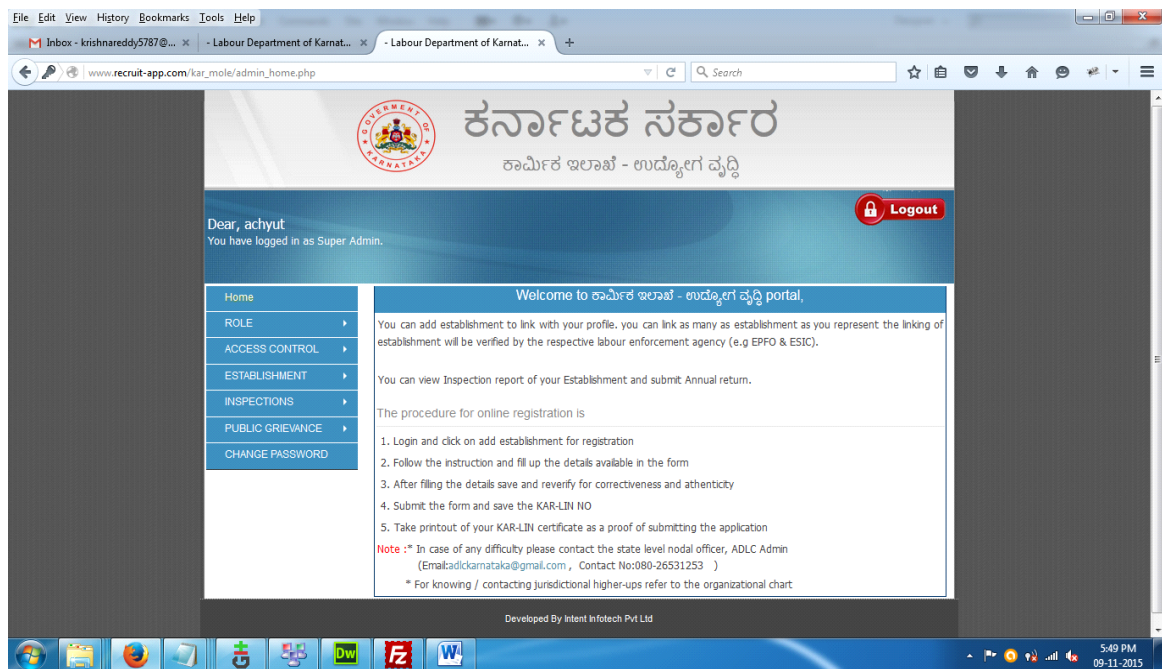 File Edit View History Bookmarks Tools Help
Inbox - krishnareddy5787@... × - Labour Department of Karnat... × - Labour Department of Karnat... × +
www.recruit-app.com/kar_mole/admin_home.php Search
GOVERMENT OF KARNATAKA
ಕರ್ನಾಟಕ ಸರ್ಕಾರ
ಕಾರ್ಮಿಕ ಇಲಾಖೆ - ಉದ್ಯೋಗ ವೃದ್ಧಿ
Logout
Dear, achyut
You have logged in as Super Admin.
Home
ROLE
ACCESS CONTROL
ESTABLISHMENT
INSPECTIONS
PUBLIC GRIEVANCE
CHANGE PASSWORD
Welcome to ಕಾರ್ಮಿಕ ಇಲಾಖೆ - ಉದ್ಯೋಗ ವೃದ್ಧಿ portal,
You can add establishment to link with your profile. you can link as many as establishment as you represent the linking of
establishment will be verified by the respective labour enforcement agency (e.g EPFO & ESIC).
You can view Inspection report of your Establishment and submit Annual return.
The procedure for online registration is
1. Login and click on add establishment for registration
2. Follow the instruction and fill up the details available in the form
3. After filing the details save and reverify for correctiveness and athenticity
4. Submit the form and save the KAR-LIN NO
5. Take printout of your KAR-LIN certificate as a proof of submitting the application
Note :* In case of any difficulty please contact the state level nodal officer, ADLC Admin
(Email:adlckarnataka@gmail.com , Contact No:080-26531253 )
* For knowing / contacting jurisdictional higher-ups refer to the organizational chart
Developed By Intent Infotech Pvt Ltd
Dw Fz W
5:49 PM
09-11-2015